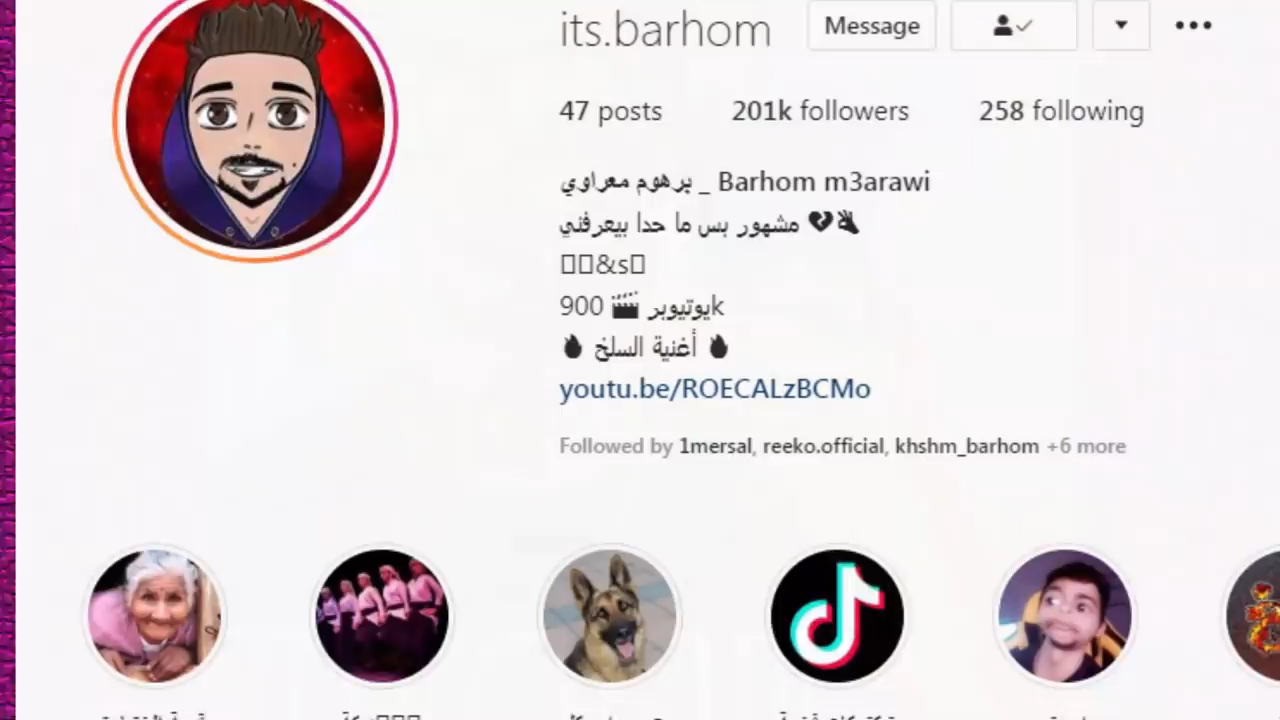 its.barhom
Message
47 posts 201k followers 258 following
برهوم معراوي _ Barhom m3arawi
مشهور بس ما حدا بيعرفني
&s
900 يوتيوبرk
أغنية السلخ
youtu.be/ROECALzBCMo
Followed by 1mersal, reeko.official, khshm_barhom +6 more